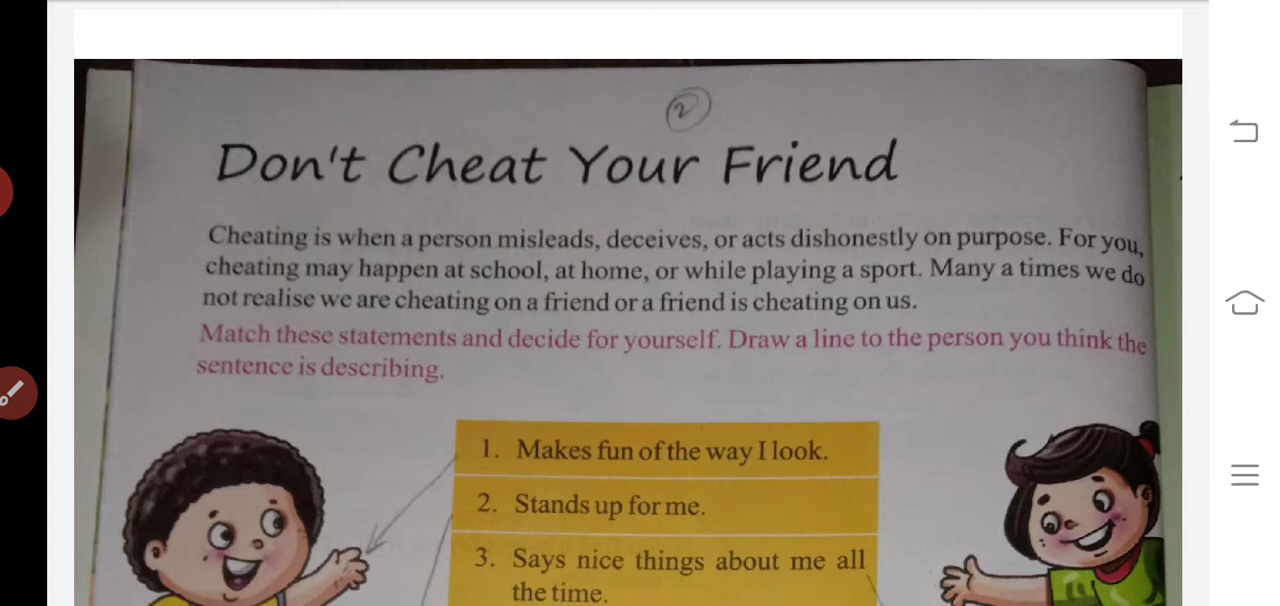 2
Don't Cheat Your Friend
Cheating is when a person misleads, deceives, or acts dishonestly on purpose. For you,
cheating may happen at school, at home, or while playing a sport. Many a times we do
not realise we are cheating on a friend or a friend is cheating on us.
Match these statements and decide for yourself. Draw a line to the person you think the
sentence is describing.
1. Makes fun of the way I look.
2. Stands up for me.
3. Says nice things about me all
the time.